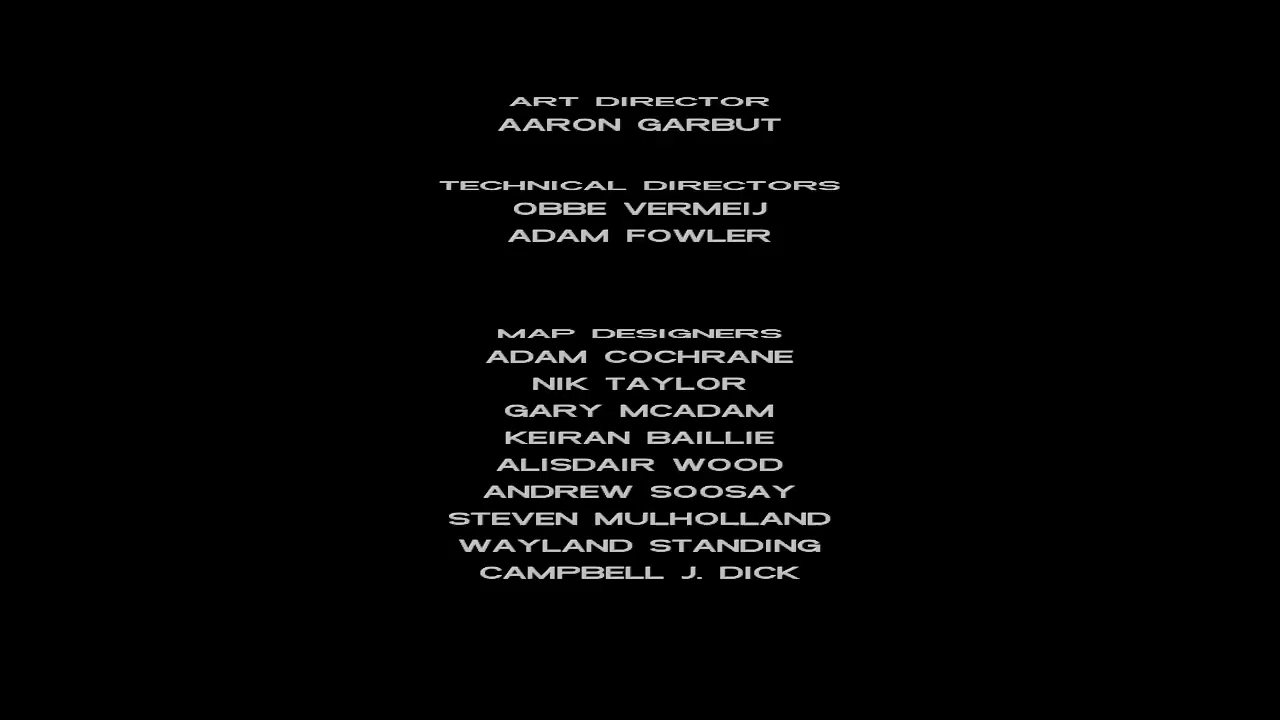 ART DIRECTOR
AARON GARBUT
TECHNICAL DIRECTORS
OBBE VERMEIJ
ADAM FOWLER
MAP DESIGNERS
ADAM COCHRANE
NIK TAYLOR
GARY MCADAM
KEIRAN BAILLIE
ALISDAIR WOOD
ANDREW SOOSAY
STEVEN MULHOLLAND
WAYLAND STANDING
CAMPBELL J. DICK